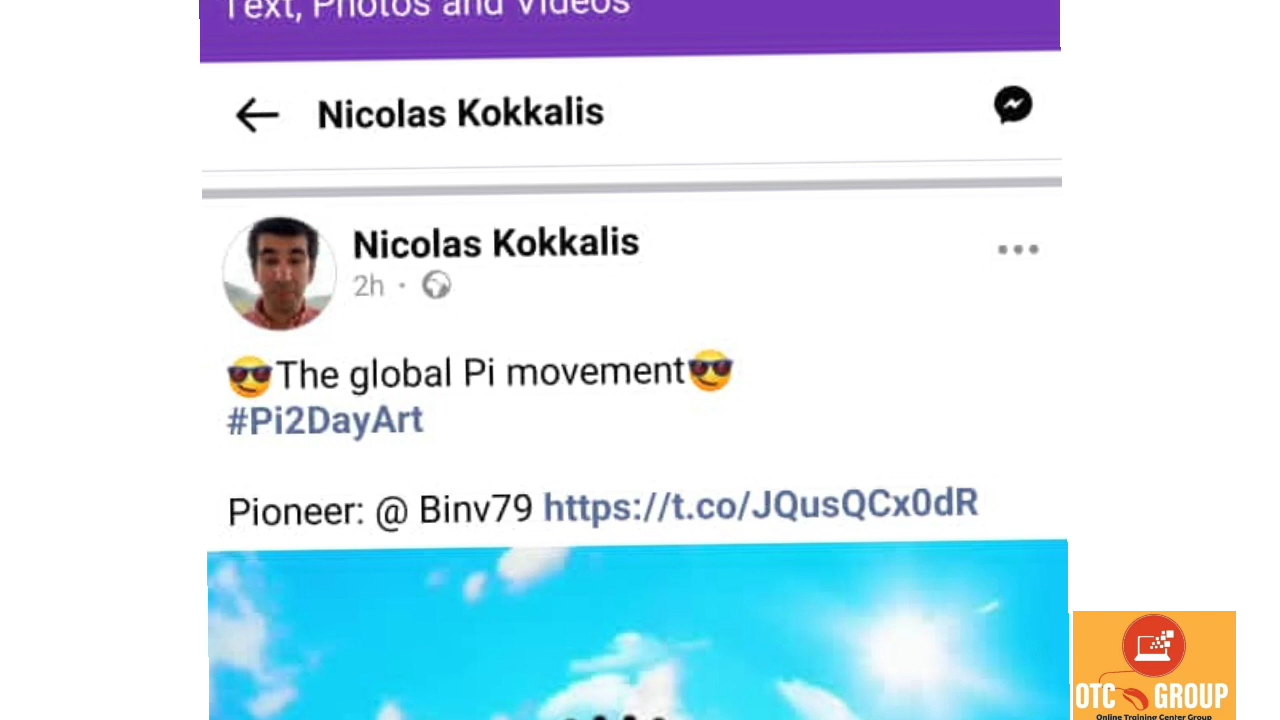 Text, Photos and Videos
Nicolas Kokkalis
Nicolas Kokkalis
2h ·
😎The global Pi movement😎
#Pi2DayArt
Pioneer: @ Binv79 https://t.co/JQusQCx0dR
OTC GROUP
Online Training Center Group